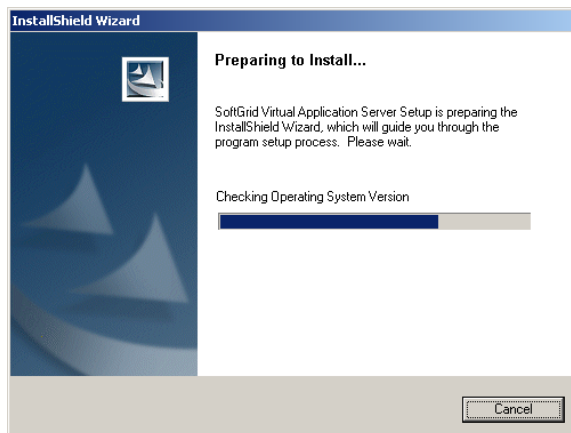 InstallShield Wizard
Preparing to Install...
SoftGrid Virtual Application Server Setup is preparing the
InstallShield Wizard, which will guide you through the
program setup process. Please wait.
Checking Operating System Version
Cancel